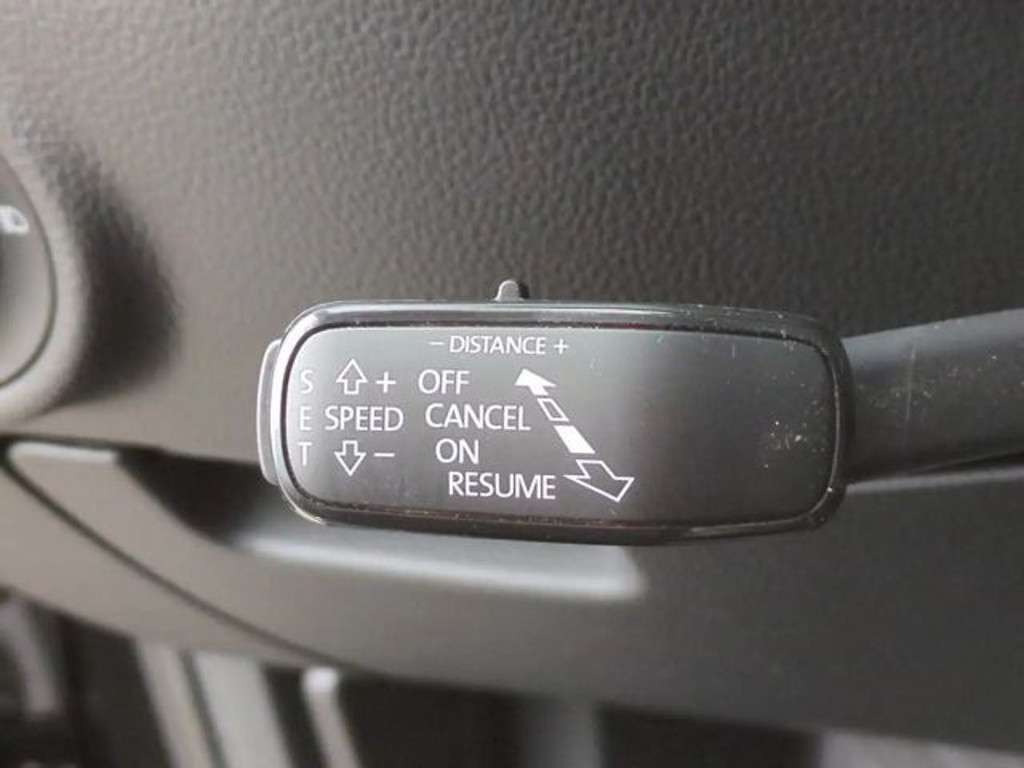 – DISTANCE +
S ⇧ + OFF
E SPEED CANCEL
T ⇩ – ON
RESUME